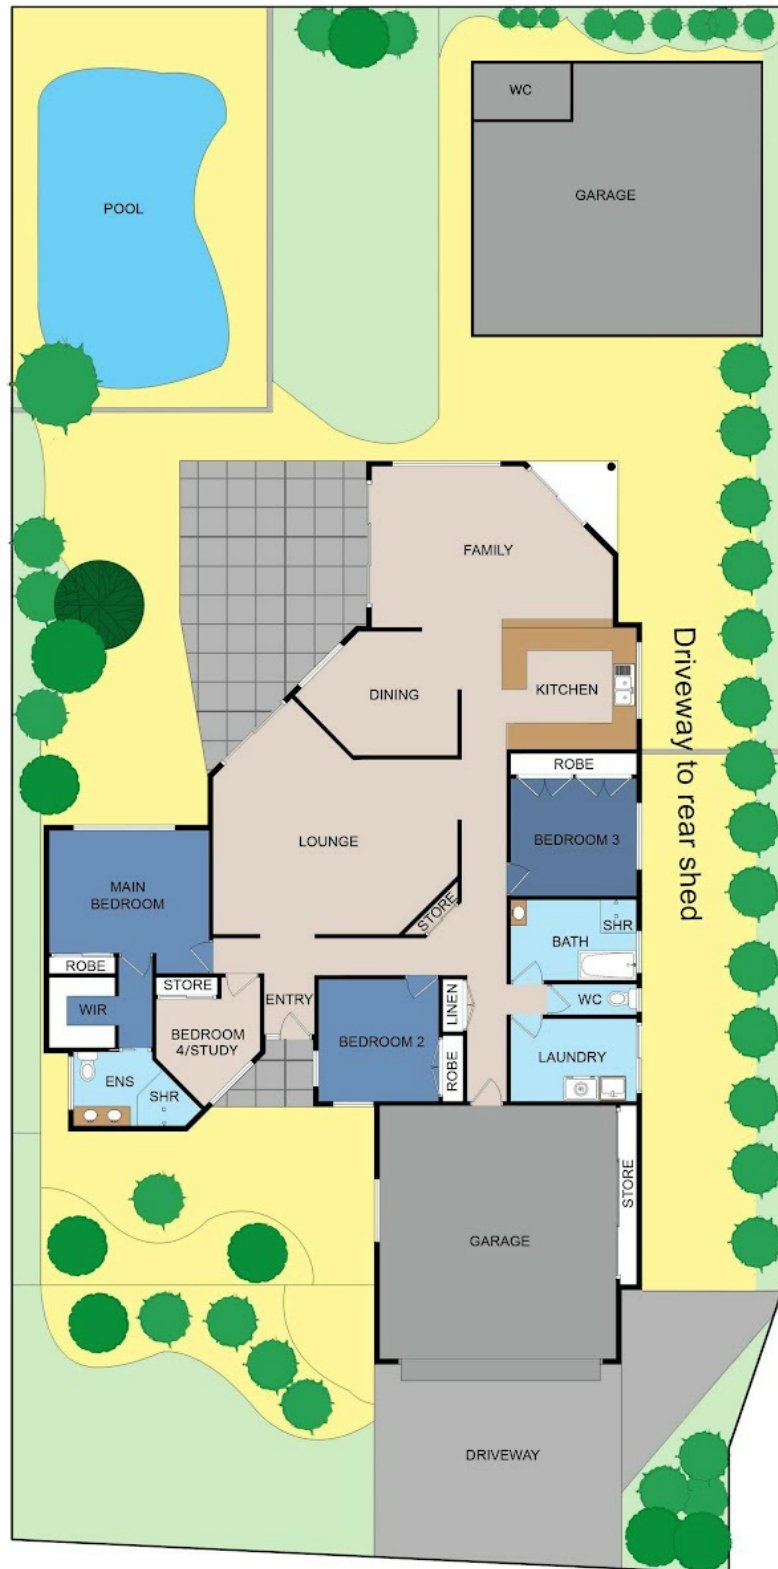 WC
GARAGE
POOL
FAMILY
DINING
KITCHEN
Driveway to rear shed
ROBE
LOUNGE
BEDROOM 3
MAIN
BEDROOM
STORE
SHR
BATH
ROBE
STORE
WIR
ENTRY
LINEN
WC
BEDROOM
4/STUDY
BEDROOM 2
ROBE
LAUNDRY
ENS
SHR
STORE
GARAGE
DRIVEWAY